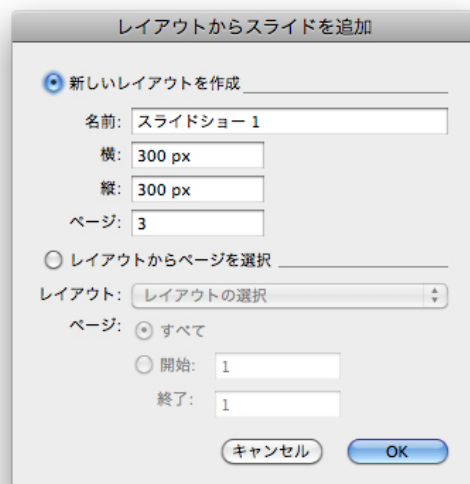 レイアウトからスライドを追加
新しいレイアウトを作成
名前: スライドショー 1
横: 300 px
縦: 300 px
ページ: 3
レイアウトからページを選択
レイアウト: レイアウトの選択
ページ: すべて
開始: 1
終了: 1
キャンセル OK